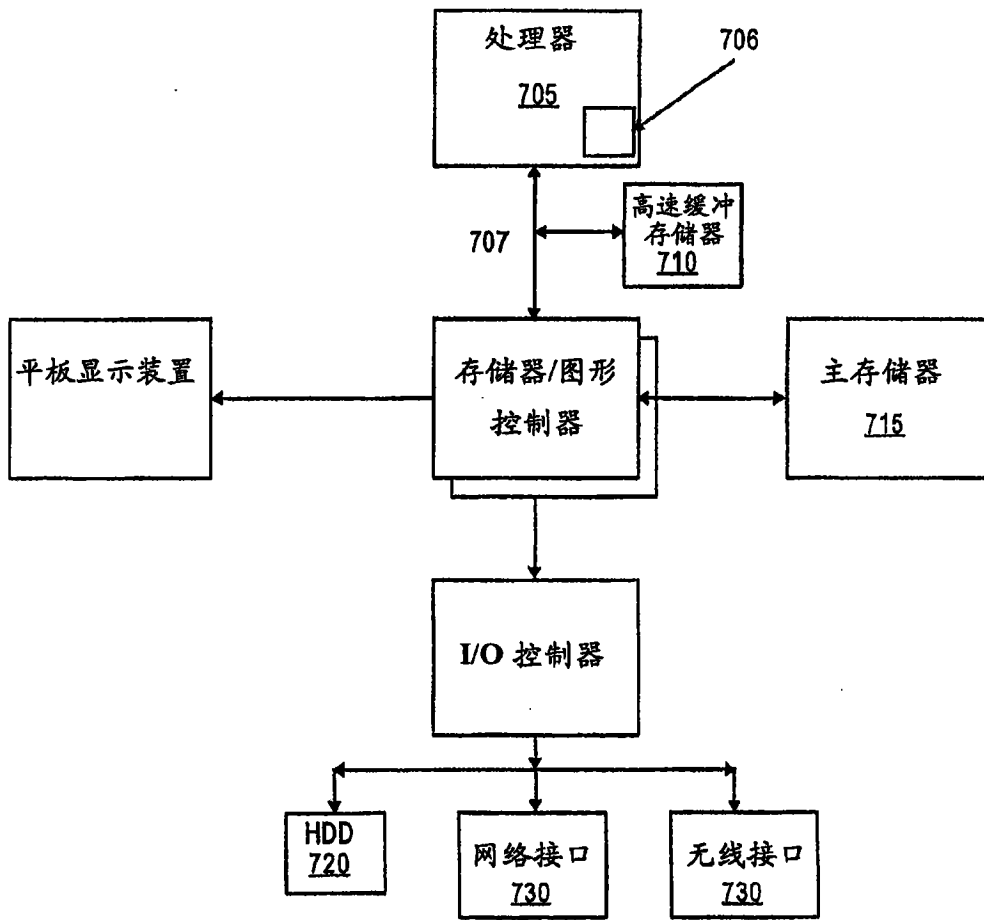 处理器
705
706
707
高速缓冲
存储器
710
平板显示装置
存储器/图形
控制器
主存储器
715
I/O 控制器
HDD
720
网络接口
730
无线接口
730